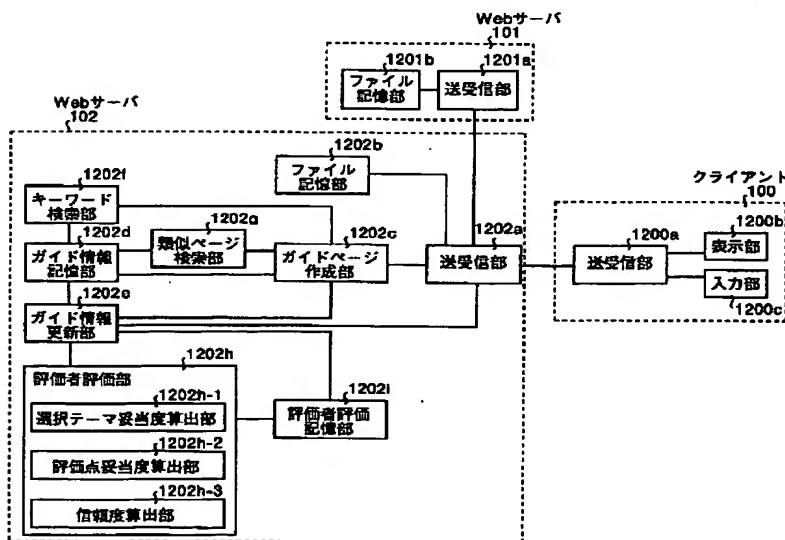 Webサーバ
101
1201b
1201a
ファイル
記憶部
送受信部
Webサーバ
102
1202b
ファイル
記憶部
1202f
キーワード
検索部
1202d
ガイド情報
記憶部
1202g
類似ページ
検索部
1202c
ガイドページ
作成部
1202a
送受信部
1202e
ガイド情報
更新部
クライアント
100
1200a
送受信部
1200b
表示部
入力部
1200c
1202h
評価者評価部
1202h-1
選択テーマ妥当度算出部
1202h-2
評価点妥当度算出部
1202h-3
信頼度算出部
1202i
評価者評価
記憶部